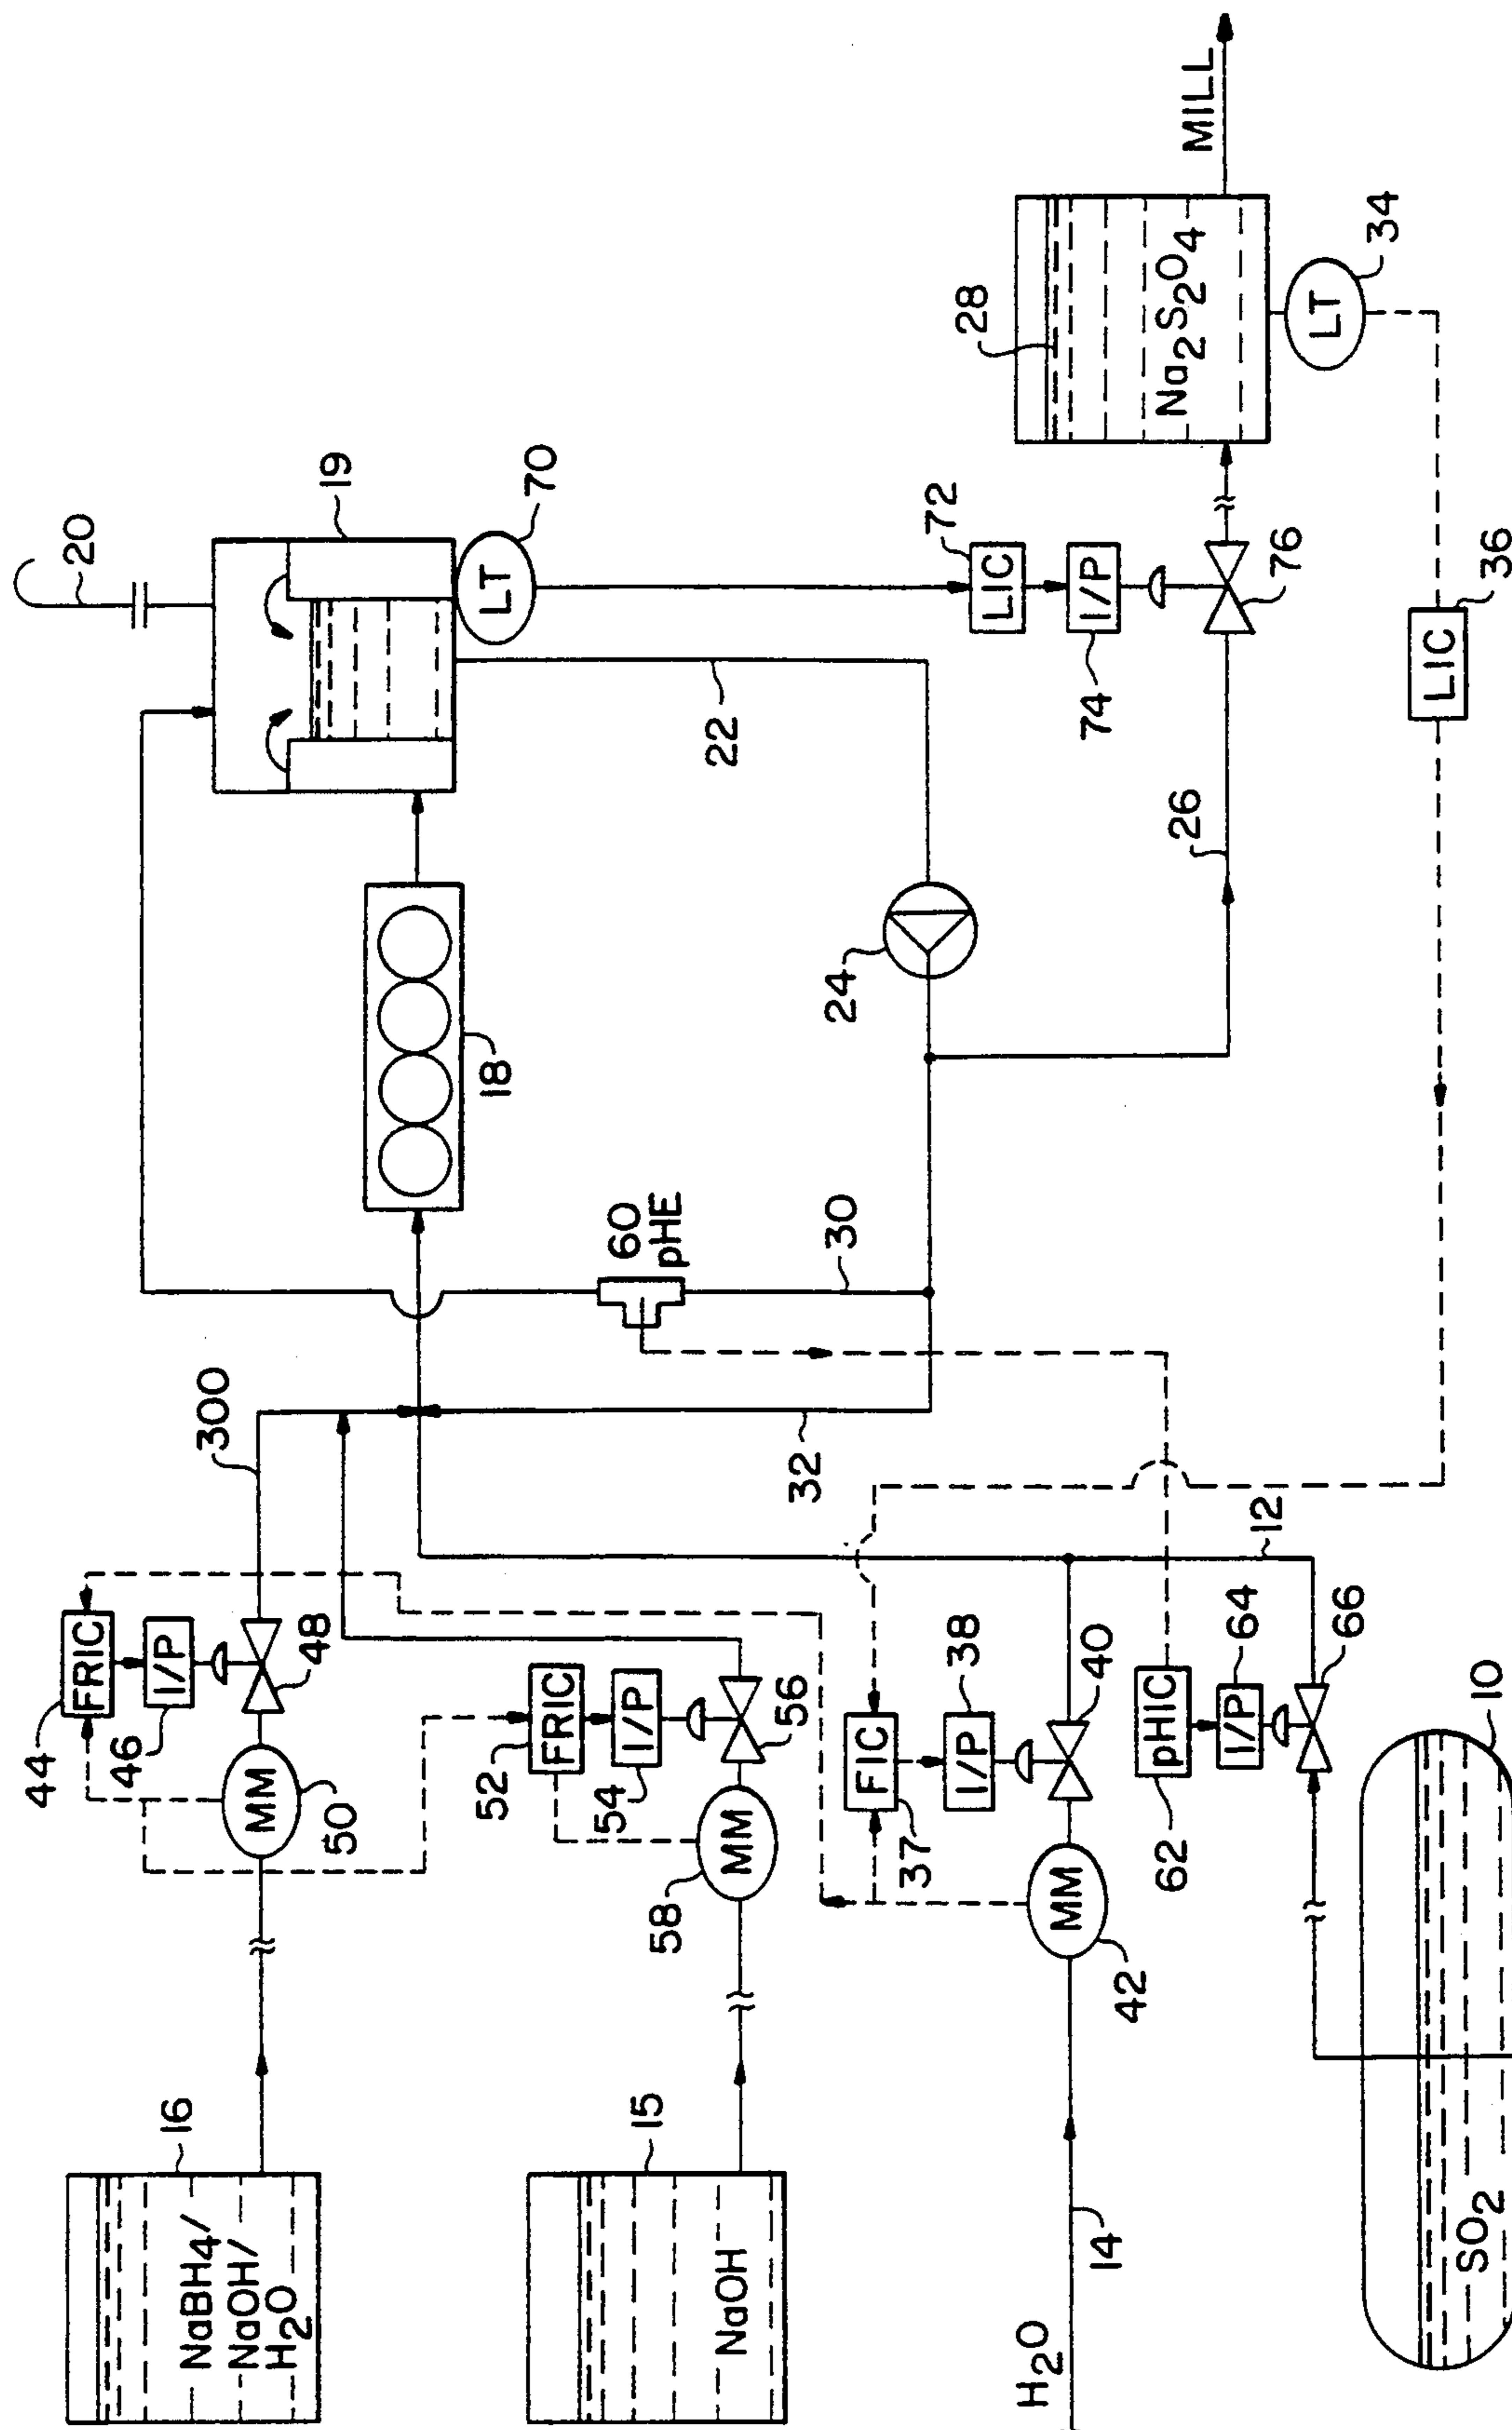 16
NaBH4/
NaOH/
H2O
44
FRIC
46
I/P
48
MM
50
300
15
NaOH
52
FRIC
54
I/P
56
58
MM
H2O
14
42
MM
37
FIC
38
I/P
40
SO2
10
62
pHIC
64
I/P
66
12
32
30
60
pHE
18
19
20
LT
70
22
24
26
72
LIC
74
I/P
76
28
Na2S2O4
MILL
LT
34
LIC
36